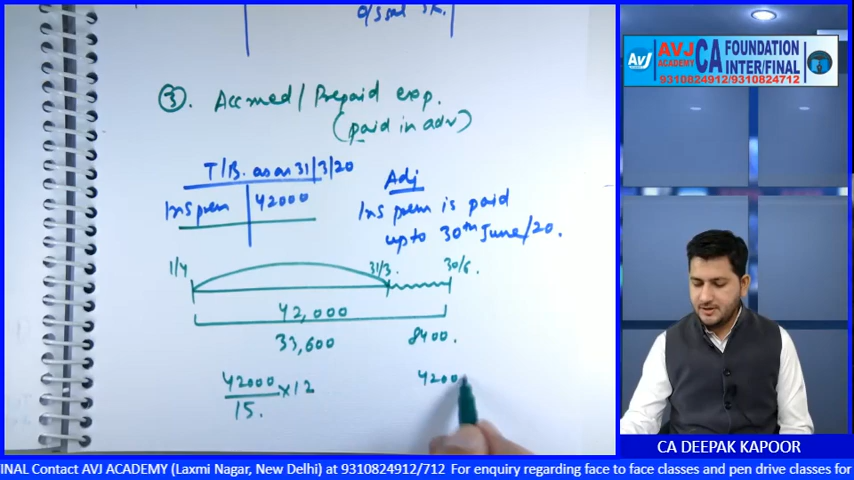 o/s sal
③. Accrued / Prepaid exp.
(paid in adv)
T/B. as on 31/3/20
Ins prem 42000
Adj
Ins prem is paid
upto 30th June/20.
1/4 31/3. 30/6.
42,000
33,600 8400.
42000 × 12
15.
4200
AVJ
ACADEMY
CA
FOUNDATION
INTER/FINAL
9310824912/9310824712
CA DEEPAK KAPOOR
INAL Contact AVJ ACADEMY (Laxmi Nagar, New Delhi) at 9310824912/712 For enquiry regarding face to face classes and pen drive classes for